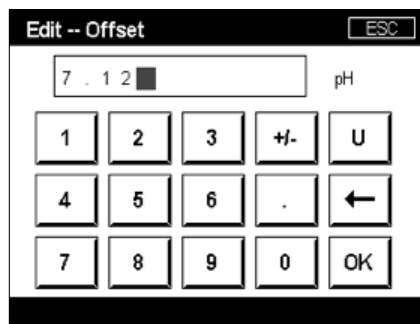 Edit -- Offset ESC
7 . 1 2 pH
1 2 3 +/- U
4 5 6 . ←
7 8 9 0 OK